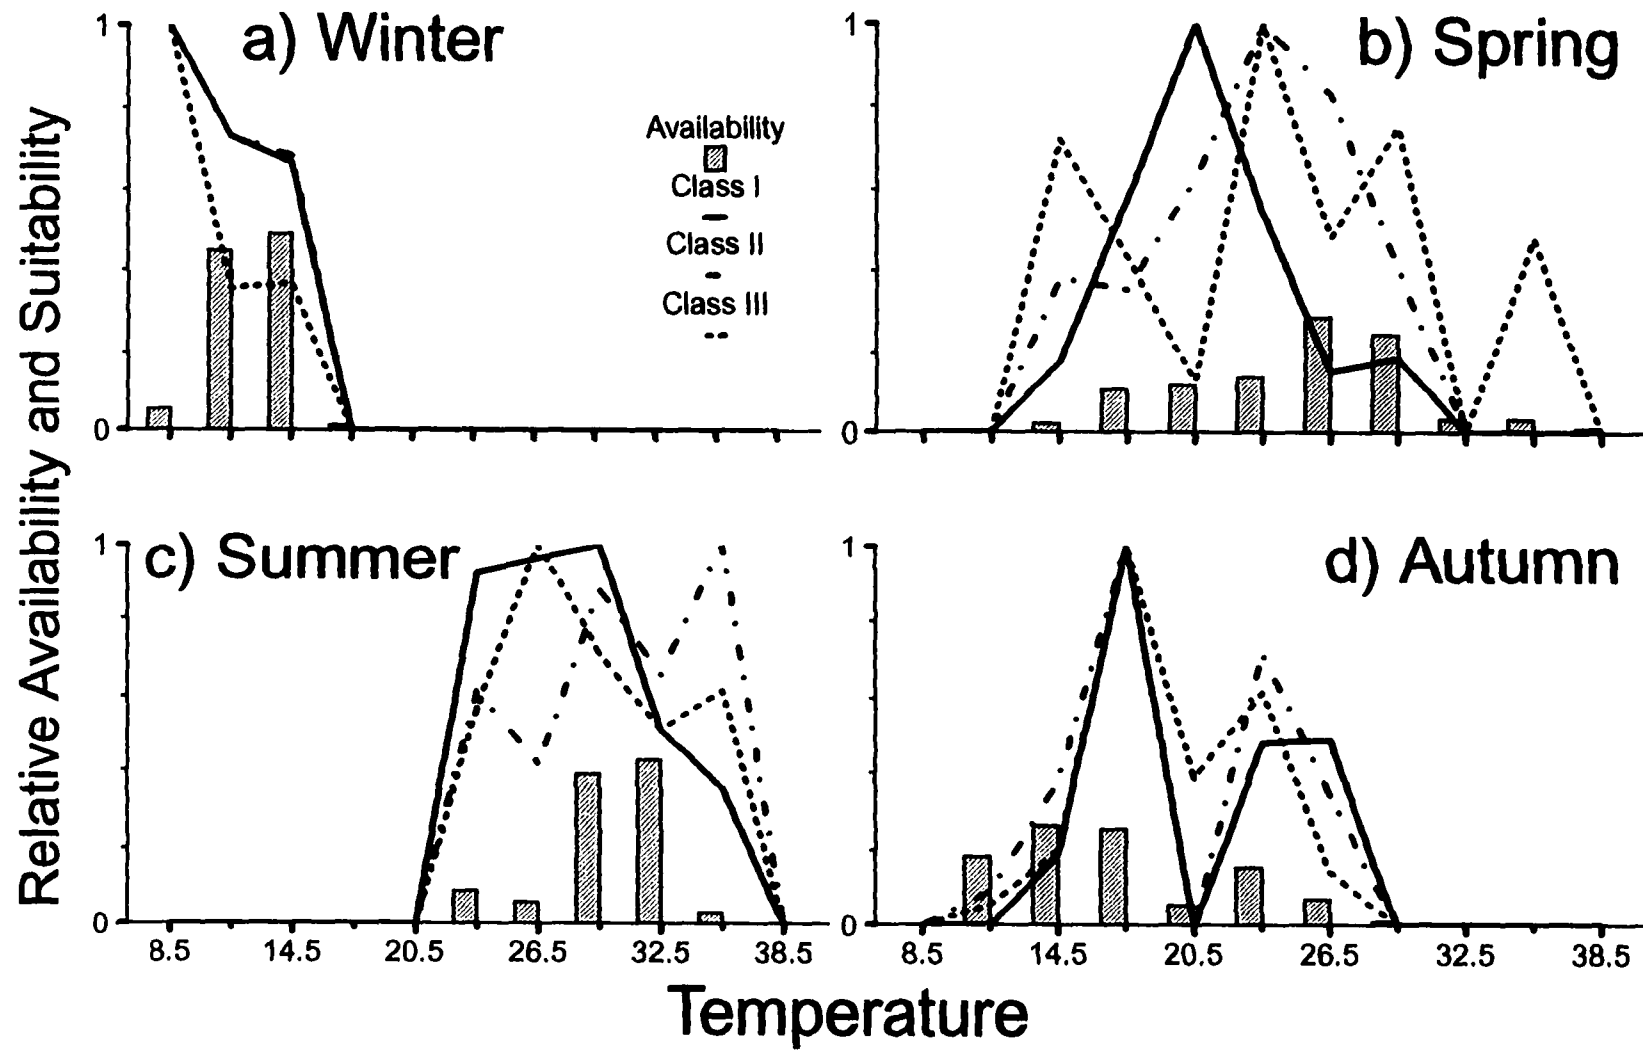 Relative Availability and Suitability
1
a) Winter
0
Availability
Class I
Class II
Class III
1
b) Spring
0
1
c) Summer
0
8.5 14.5 20.5 26.5 32.5 38.5
1
d) Autumn
0
8.5 14.5 20.5 26.5 32.5 38.5
Temperature